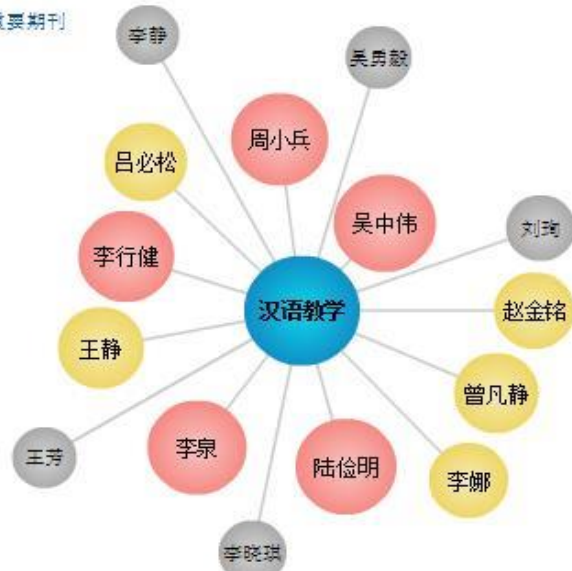 要期刊
李静
吴勇毅
周小兵
吕必松
吴中伟
刘珣
李行健
汉语教学
赵金铭
王静
曾凡静
李泉
陆俭明
李娜
王芳
李晓琪